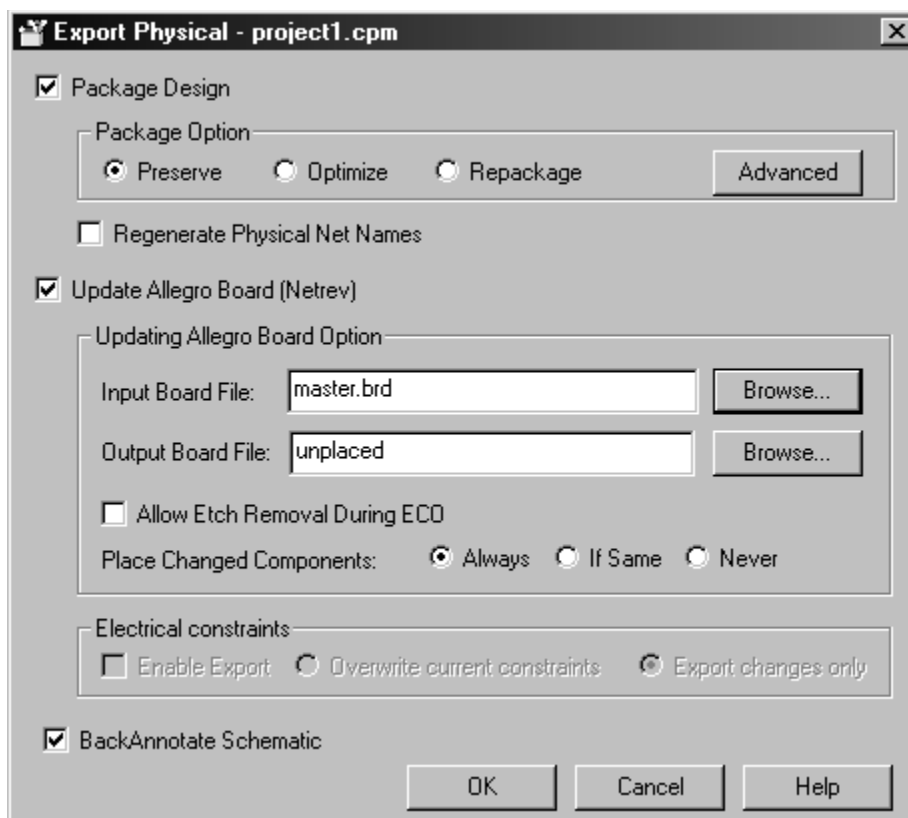 Export Physical - project1.cpm
Package Design
Package Option
Preserve Optimize Repackage Advanced
Regenerate Physical Net Names
Update Allegro Board (Netrev)
Updating Allegro Board Option
Input Board File: master.brd Browse...
Output Board File: unplaced Browse...
Allow Etch Removal During ECO
Place Changed Components: Always If Same Never
Electrical constraints
Enable Export Overwrite current constraints Export changes only
BackAnnotate Schematic
OK Cancel Help